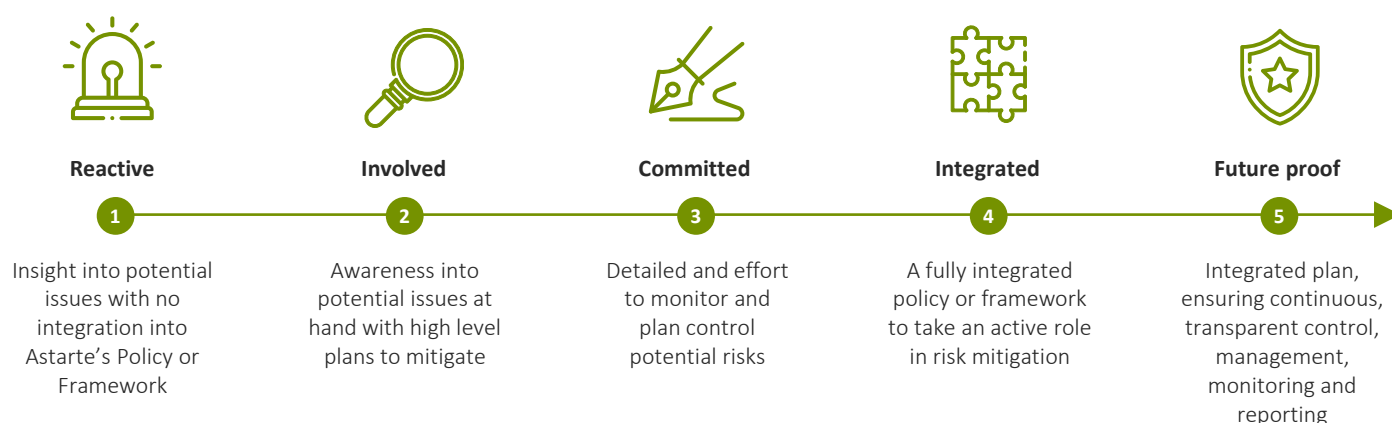 Reactive
1
Insight into potential
issues with no
integration into
Astarte’s Policy or
Framework
Involved
2
Awareness into
potential issues at
hand with high level
plans to mitigate
Committed
3
Detailed and effort
to monitor and
plan control
potential risks
Integrated
4
A fully integrated
policy or framework
to take an active role
in risk mitigation
Future proof
5
Integrated plan,
ensuring continuous,
transparent control,
management,
monitoring and
reporting